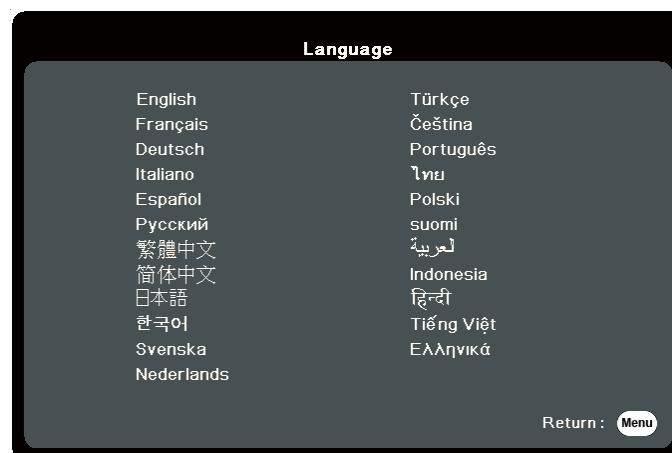 Language
English
Français
Deutsch
Italiano
Español
Русский
繁體中文
简体中文
日本語
한국어
Svenska
Nederlands
Türkçe
Čeština
Português
ไทย
Polski
suomi
العربية
Indonesia
हिन्दी
Tiếng Việt
Ελληνικά
Return : Menu